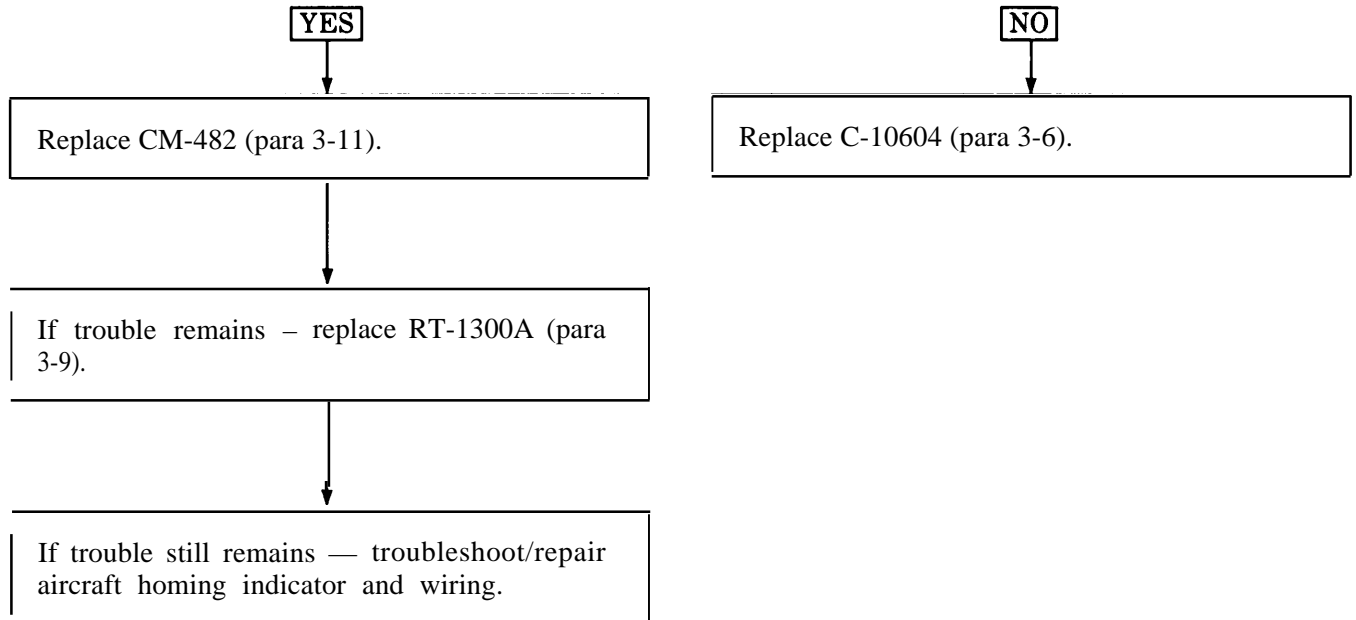 YES
NO
Replace CM-482 (para 3-11).
Replace C-10604 (para 3-6).
If trouble remains – replace RT-1300A (para
3-9).
If trouble still remains — troubleshoot/repair
aircraft homing indicator and wiring.